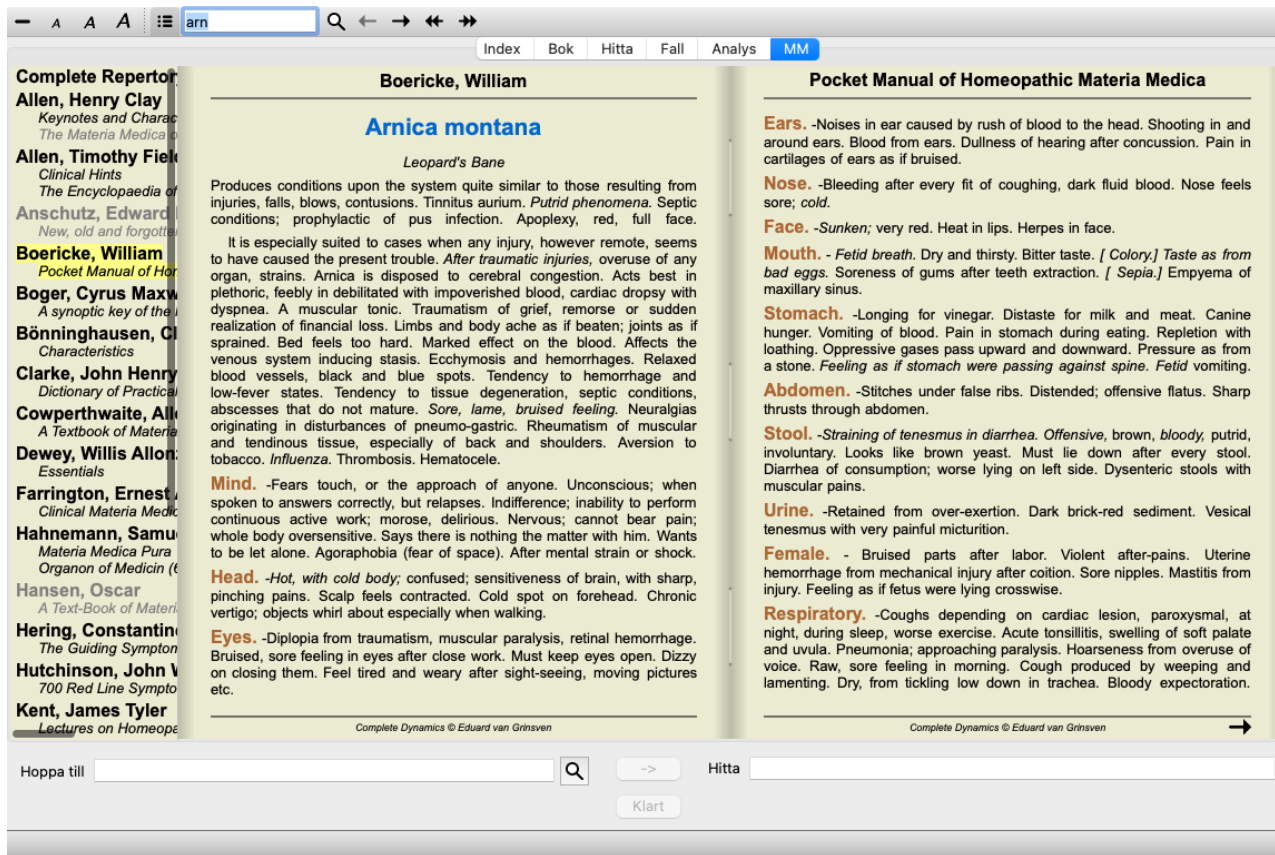 A A A arn
Index Bok Hitta Fall Analys MM
Complete Repertor
Allen, Henry Clay
Keynotes and Charac
The Materia Medica o
Allen, Timothy Field
Clinical Hints
The Encyclopaedia of
Anschutz, Edward
New, old and forgotte
Boericke, William
Pocket Manual of Hom
Boger, Cyrus Maxw
A synoptic key of the
Bönninghausen, Cl
Characteristics
Clarke, John Henry
Dictionary of Practical
Cowperthwaite, Alle
A Textbook of Materia
Dewey, Willis Allonz
Essentials
Farrington, Ernest A
Clinical Materia Medic
Hahnemann, Samu
Materia Medica Pura
Organon of Medicin (6
Hansen, Oscar
A Text-Book of Materi
Hering, Constantin
The Guiding Symptom
Hutchinson, John W
700 Red Line Sympto
Kent, James Tyler
Lectures on Homeopa
Boericke, William
Arnica montana
Leopard's Bane
Produces conditions upon the system quite similar to those resulting from
injuries, falls, blows, contusions. Tinnitus aurium. Putrid phenomena. Septic
conditions; prophylactic of pus infection. Apoplexy, red, full face.
It is especially suited to cases when any injury, however remote, seems
to have caused the present trouble. After traumatic injuries, overuse of any
organ, strains. Arnica is disposed to cerebral congestion. Acts best in
plethoric, feebly in debilitated with impoverished blood, cardiac dropsy with
dyspnea. A muscular tonic. Traumatism of grief, remorse or sudden
realization of financial loss. Limbs and body ache as if beaten; joints as if
sprained. Bed feels too hard. Marked effect on the blood. Affects the
venous system inducing stasis. Ecchymosis and hemorrhages. Relaxed
blood vessels, black and blue spots. Tendency to hemorrhage and
low-fever states. Tendency to tissue degeneration, septic conditions,
abscesses that do not mature. Sore, lame, bruised feeling. Neuralgias
originating in disturbances of pneumo-gastric. Rheumatism of muscular
and tendinous tissue, especially of back and shoulders. Aversion to
tobacco. Influenza. Thrombosis. Hematocele.
Mind. -Fears touch, or the approach of anyone. Unconscious; when
spoken to answers correctly, but relapses. Indifference; inability to perform
continuous active work; morose, delirious. Nervous; cannot bear pain;
whole body oversensitive. Says there is nothing the matter with him. Wants
to be let alone. Agoraphobia (fear of space). After mental strain or shock.
Head. -Hot, with cold body; confused; sensitiveness of brain, with sharp,
pinching pains. Scalp feels contracted. Cold spot on forehead. Chronic
vertigo; objects whirl about especially when walking.
Eyes. -Diplopia from traumatism, muscular paralysis, retinal hemorrhage.
Bruised, sore feeling in eyes after close work. Must keep eyes open. Dizzy
on closing them. Feel tired and weary after sight-seeing, moving pictures
etc.
Complete Dynamics © Eduard van Grinsven
Pocket Manual of Homeopathic Materia Medica
Ears. -Noises in ear caused by rush of blood to the head. Shooting in and
around ears. Blood from ears. Dullness of hearing after concussion. Pain in
cartilages of ears as if bruised.
Nose. -Bleeding after every fit of coughing, dark fluid blood. Nose feels
sore; cold.
Face. -Sunken; very red. Heat in lips. Herpes in face.
Mouth. - Fetid breath. Dry and thirsty. Bitter taste. [ Colory.] Taste as from
bad eggs. Soreness of gums after teeth extraction. [ Sepia.] Empyema of
maxillary sinus.
Stomach. -Longing for vinegar. Distaste for milk and meat. Canine
hunger. Vomiting of blood. Pain in stomach during eating. Repletion with
loathing. Oppressive gases pass upward and downward. Pressure as from
a stone. Feeling as if stomach were passing against spine. Fetid vomiting.
Abdomen. -Stitches under false ribs. Distended; offensive flatus. Sharp
thrusts through abdomen.
Stool. -Straining of tenesmus in diarrhea. Offensive, brown, bloody, putrid,
involuntary. Looks like brown yeast. Must lie down after every stool.
Diarrhea of consumption; worse lying on left side. Dysenteric stools with
muscular pains.
Urine. -Retained from over-exertion. Dark brick-red sediment. Vesical
tenesmus with very painful micturition.
Female. - Bruised parts after labor. Violent after-pains. Uterine
hemorrhage from mechanical injury after coition. Sore nipples. Mastitis from
injury. Feeling as if fetus were lying crosswise.
Respiratory. -Coughs depending on cardiac lesion, paroxysmal, at
night, during sleep, worse exercise. Acute tonsillitis, swelling of soft palate
and uvula. Pneumonia; approaching paralysis. Hoarseness from overuse of
voice. Raw, sore feeling in morning. Cough produced by weeping and
lamenting. Dry, from tickling low down in trachea. Bloody expectoration.
Complete Dynamics © Eduard van Grinsven
Hoppa till -> Hitta
Klart